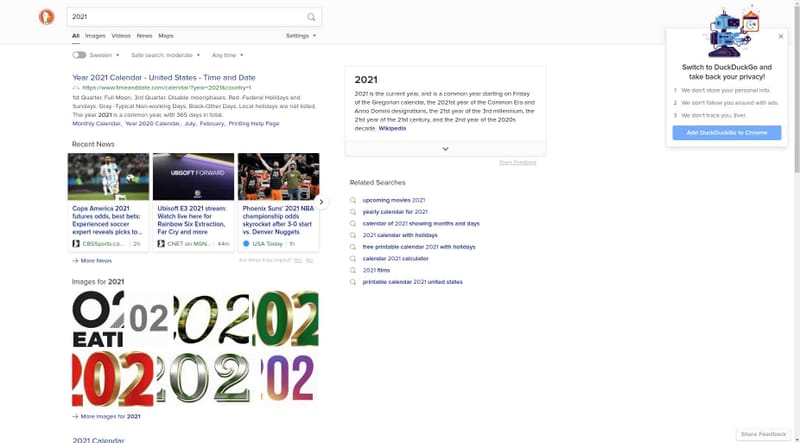 2021
All Images Videos News Maps Settings
Sweden Safe search: moderate Any time
Year 2021 Calendar - United States - Time and Date
https://www.timeanddate.com/calendar/?year=2021&country=1
1st Quarter. Full Moon. 3rd Quarter. Disable moonphases. Red–Federal Holidays and
Sundays. Gray–Typical Non-working Days. Black–Other Days. Local holidays are not listed.
The year 2021 is a common year, with 365 days in total.
Monthly Calendar, Year 2020 Calendar, July, February, Printing Help Page
Recent News
UBISOFT FORWARD
Copa America 2021
futures odds, best bets:
Experienced soccer
expert reveals picks to...
CBSSports.co... 2h
Ubisoft E3 2021 stream:
Watch live here for
Rainbow Six Extraction,
Far Cry and more
CNET on MSN... 44m
Phoenix Suns' 2021 NBA
championship odds
skyrocket after 3-0 start
vs. Denver Nuggets
USA Today 1h
More News
Are these links helpful? Yes No
Images for 2021
02
EATI
202
202
02
202
202
202
More Images for 2021
2021 Calendar
2021
2021 is the current year, and is a common year starting on Friday
of the Gregorian calendar, the 2021st year of the Common Era and
Anno Domini designations, the 21st year of the 3rd millennium, the
21st year of the 21st century, and the 2nd year of the 2020s
decade. Wikipedia
Share Feedback
Related Searches
upcoming movies 2021
yearly calendar for 2021
calendar of 2021 showing months and days
2021 calendar with holidays
free printable calendar 2021 with holidays
calendar 2021 calculator
2021 films
printable calendar 2021 united states
Switch to DuckDuckGo and
take back your privacy!
1 We don't store your personal info.
2 We don't follow you around with ads.
3 We don't track you. Ever.
Add DuckDuckGo to Chrome
Share Feedback